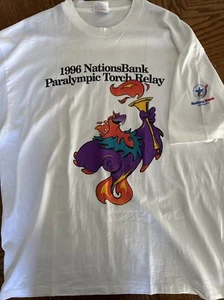 1996 NationsBank
Paralympic Torch Relay